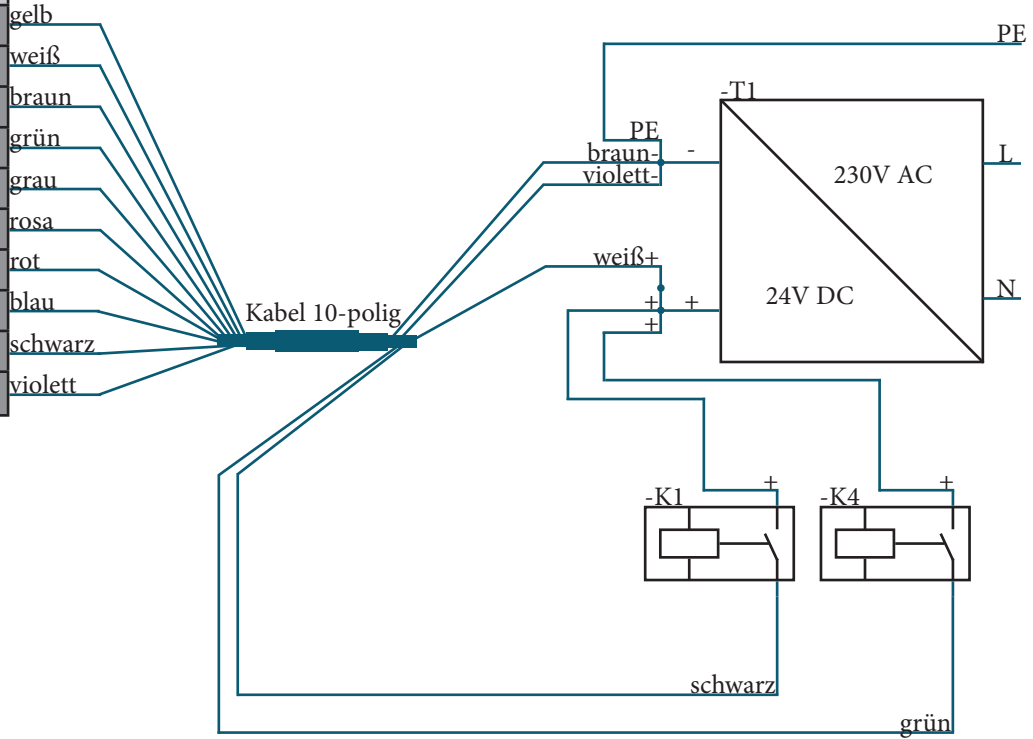 gelb
weiß
braun
grün
grau
rosa
rot
blau
schwarz
violett
Kabel 10-polig
PE
PE
braun-
violett-
-
weiß+
+
+
+
-T1
230V AC
24V DC
L
N
-K1
+
-K4
+
schwarz
grün